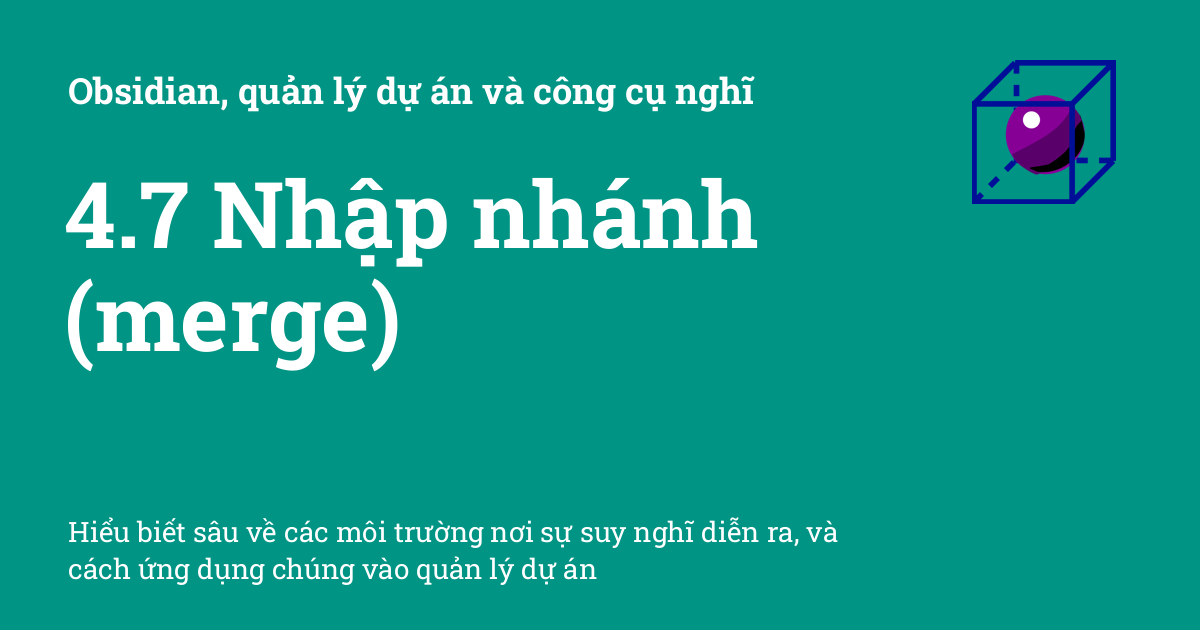 Obsidian, quản lý dự án và công cụ nghĩ
4.7 Nhập nhánh
(merge)
Hiểu biết sâu về các môi trường nơi sự suy nghĩ diễn ra, và
cách ứng dụng chúng vào quản lý dự án